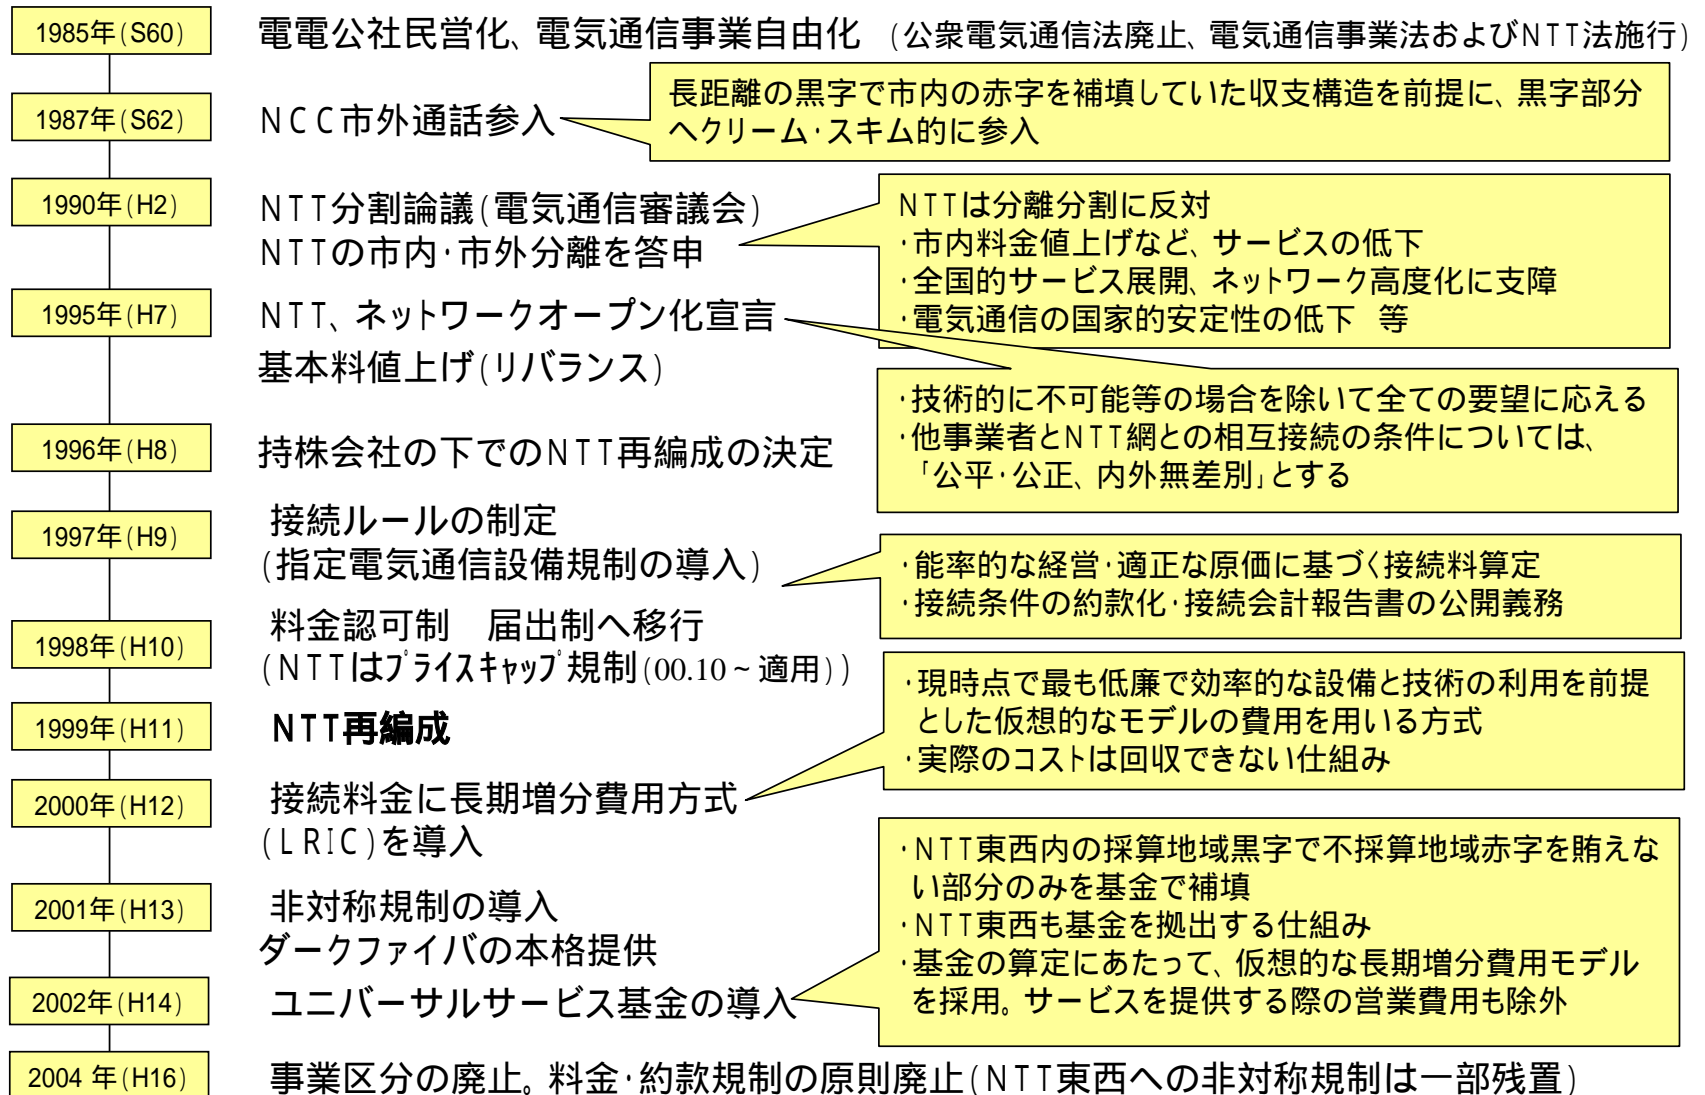 1985年(S60)
電電公社民営化、電気通信事業自由化 (公衆電気通信法廃止、電気通信事業法およびNTT法施行)
1987年(S62)
NCC市外通話参入
長距離の黒字で市内の赤字を補填していた収支構造を前提に、黒字部分
へクリーム・スキム的に参入
1990年(H2)
NTT分割論議(電気通信審議会)
NTTの市内・市外分離を答申
NTTは分離分割に反対
・市内料金値上げなど、サービスの低下
・全国的サービス展開、ネットワーク高度化に支障
・電気通信の国家的安定性の低下 等
1995年(H7)
NTT、ネットワークオープン化宣言
基本料値上げ(リバランス)
・技術的に不可能等の場合を除いて全ての要望に応える
・他事業者とNTT網との相互接続の条件については、
「公平・公正、内外無差別」とする
1996年(H8)
持株会社の下でのNTT再編成の決定
1997年(H9)
接続ルールの制定
(指定電気通信設備規制の導入)
・能率的な経営・適正な原価に基づく接続料算定
・接続条件の約款化・接続会計報告書の公開義務
1998年(H10)
料金認可制 届出制へ移行
(NTTはプライスキャップ規制(00.10~適用))
1999年(H11)
NTT再編成
2000年(H12)
接続料金に長期増分費用方式
(LRIC)を導入
・現時点で最も低廉で効率的な設備と技術の利用を前提
とした仮想的なモデルの費用を用いる方式
・実際のコストは回収できない仕組み
2001年(H13)
非対称規制の導入
ダークファイバの本格提供
2002年(H14)
ユニバーサルサービス基金の導入
・NTT東西内の採算地域黒字で不採算地域赤字を賄えな
い部分のみを基金で補填
・NTT東西も基金を拠出する仕組み
・基金の算定にあたって、仮想的な長期増分費用モデル
を採用。サービスを提供する際の営業費用も除外
2004 年(H16)
事業区分の廃止。料金・約款規制の原則廃止(NTT東西への非対称規制は一部残置)